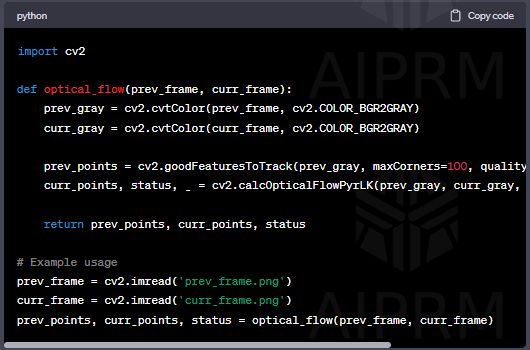 python Copy code
import cv2
def optical_flow(prev_frame, curr_frame):
prev_gray = cv2.cvtColor(prev_frame, cv2.COLOR_BGR2GRAY)
curr_gray = cv2.cvtColor(curr_frame, cv2.COLOR_BGR2GRAY)
prev_points = cv2.goodFeaturesToTrack(prev_gray, maxCorners=100, quality
curr_points, status, _ = cv2.calcOpticalFlowPyrLK(prev_gray, curr_gray,
return prev_points, curr_points, status
# Example usage
prev_frame = cv2.imread('prev_frame.png')
curr_frame = cv2.imread('curr_frame.png')
prev_points, curr_points, status = optical_flow(prev_frame, curr_frame)
AIPRM
AIPRM